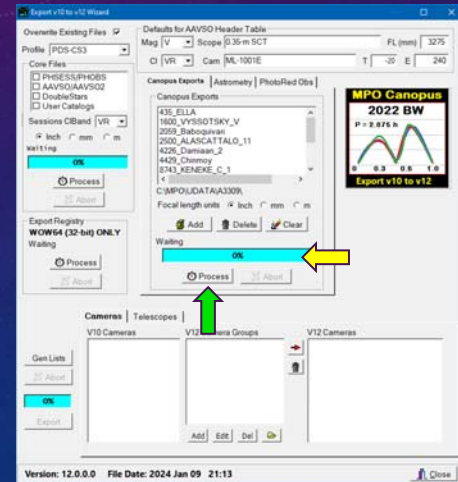 Export v10 to v12 Wizard
Overwrite Existing Files
Profile PDS-CS3
Core Files
PHSESS/PHOBS
AAVSO/AAVSO2
DoubleStars
User Catalogs
Sessions CIBand VR
Inch mm m
Waiting
0%
Process
Abort
Export Registry
WOW64 (32-bit) ONLY
Waiting
Process
Abort
Defaults for AAVSO Header Table
Mag V Scope 0.35-m SCT FL (mm) 3275
CI VR Cam ML-1001E T -20 E 240
Canopus Exports Astrometry PhotoRed Obs
Canopus Exports
435_ELLA
1600_VYSSOTSKY_V
2059_Baboquivari
2500_ALASCATTALO_11
4226_Damiaan_2
4429_Chinmoy
8743_KENEKE_C_1
C:\MPO\UDATA\A3309\
Focal length units Inch mm m
Add Delete Clear
Waiting
0%
Process Abort
MPO Canopus
2022 BW
P = 2.876 h
0 0.3 0.6 1.0
Export v10 to v12
Cameras Telescopes
V10 Cameras
Gen Lists
Abort
0%
Export
Add Edit Del
V12 Cameras
Version: 12.0.0.0 File Date: 2024 Jan 09 21:13
Close